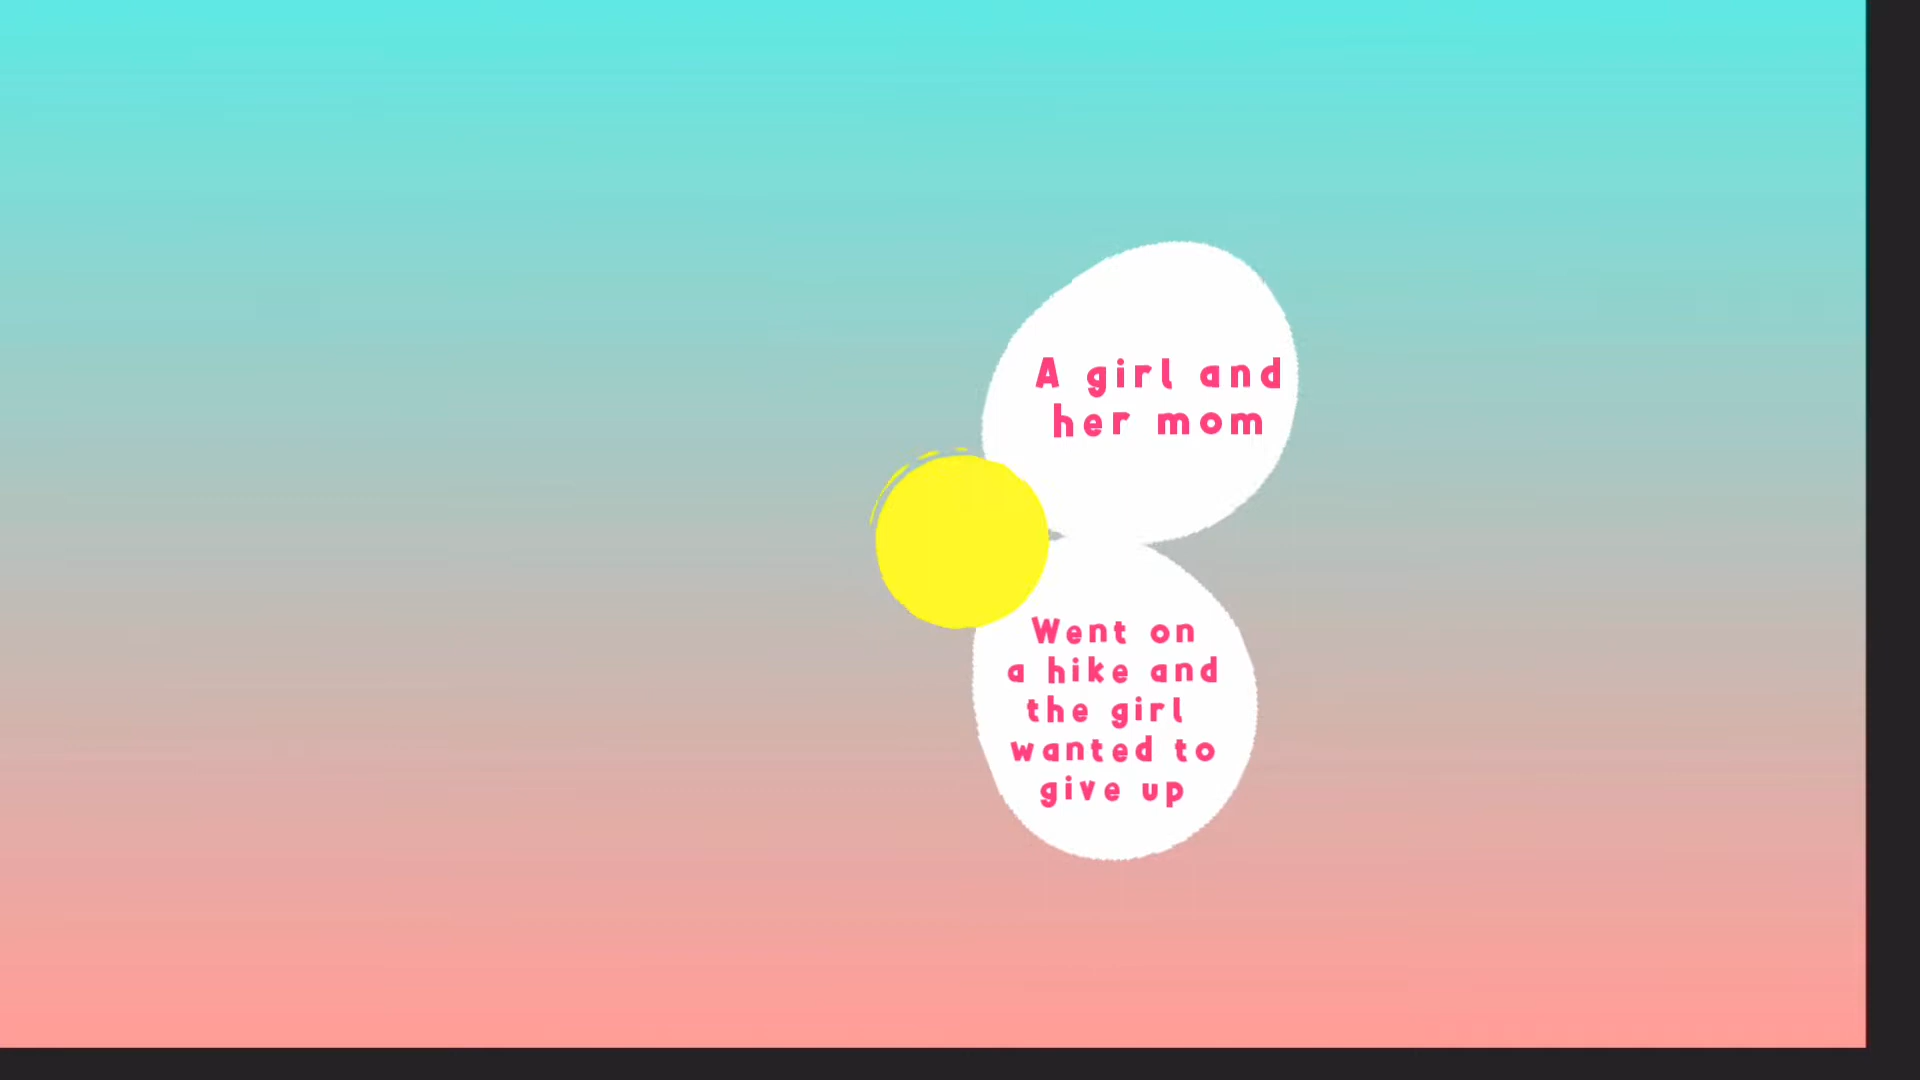 A girl and
her mom
Went on
a hike and
the girl
wanted to
give up